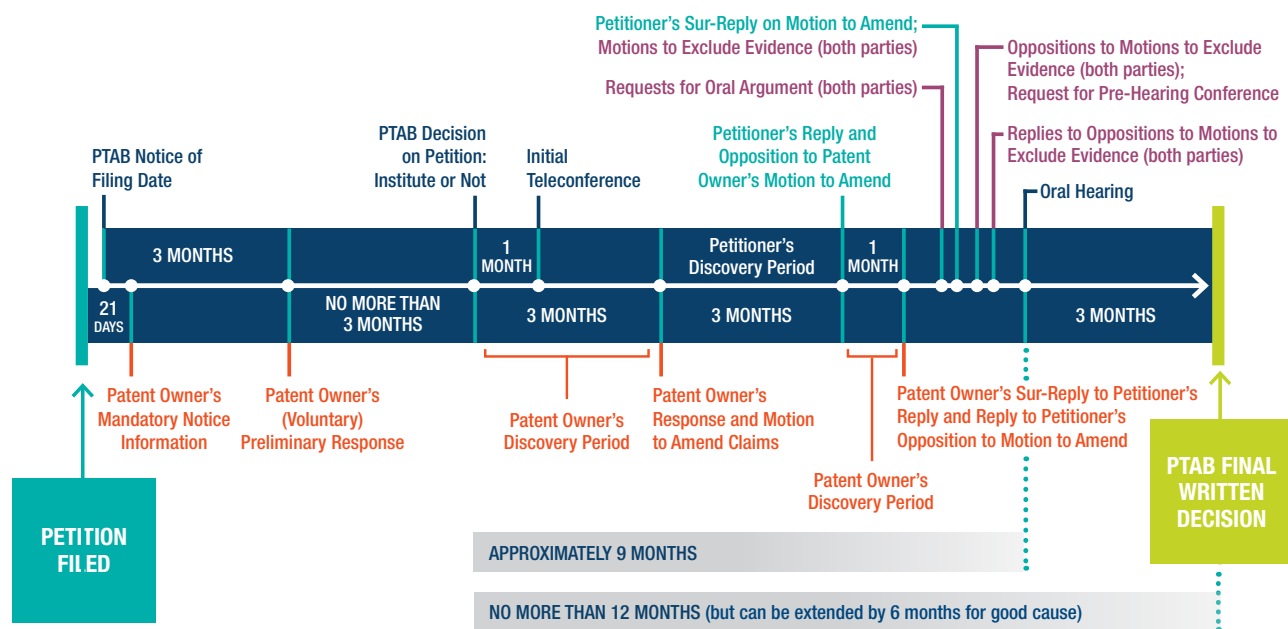 Petitioner's Sur-Reply on Motion to Amend;
Motions to Exclude Evidence (both parties)
Requests for Oral Argument (both parties)
Oppositions to Motions to Exclude
Evidence (both parties);
Request for Pre-Hearing Conference
Replies to Oppositions to Motions to
Exclude Evidence (both parties)
PTAB Notice of
Filing Date
PTAB Decision
on Petition:
Institute or Not
Initial
Teleconference
Petitioner's Reply and
Opposition to Patent
Owner's Motion to Amend
Oral Hearing
3 MONTHS
1
MONTH
Petitioner's
Discovery Period
1
MONTH
21
DAYS
NO MORE THAN
3 MONTHS
3 MONTHS
3 MONTHS
3 MONTHS
Patent Owner's
Mandatory Notice
Information
Patent Owner's
(Voluntary)
Preliminary Response
Patent Owner's
Discovery Period
Patent Owner's
Response and Motion
to Amend Claims
Patent Owner's
Discovery Period
Patent Owner's Sur-Reply to Petitioner's
Reply and Reply to Petitioner's
Opposition to Motion to Amend
PETITION
FILED
PTAB FINAL
WRITTEN
DECISION
APPROXIMATELY 9 MONTHS
NO MORE THAN 12 MONTHS (but can be extended by 6 months for good cause)